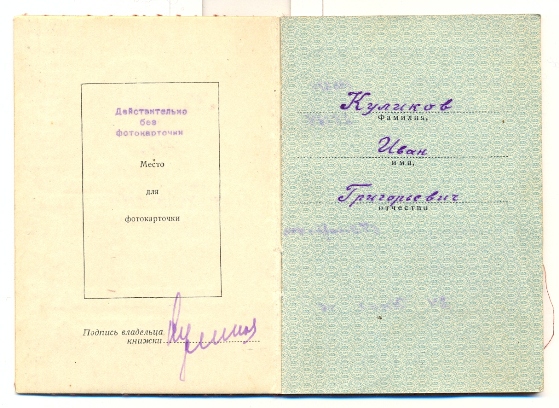 Действительно
без
фотокарточки
Место
для
фотокарточки
Подпись владельца
книжки
Куликов
Фамилия,
Иван
имя,
Григорьевич
отчество